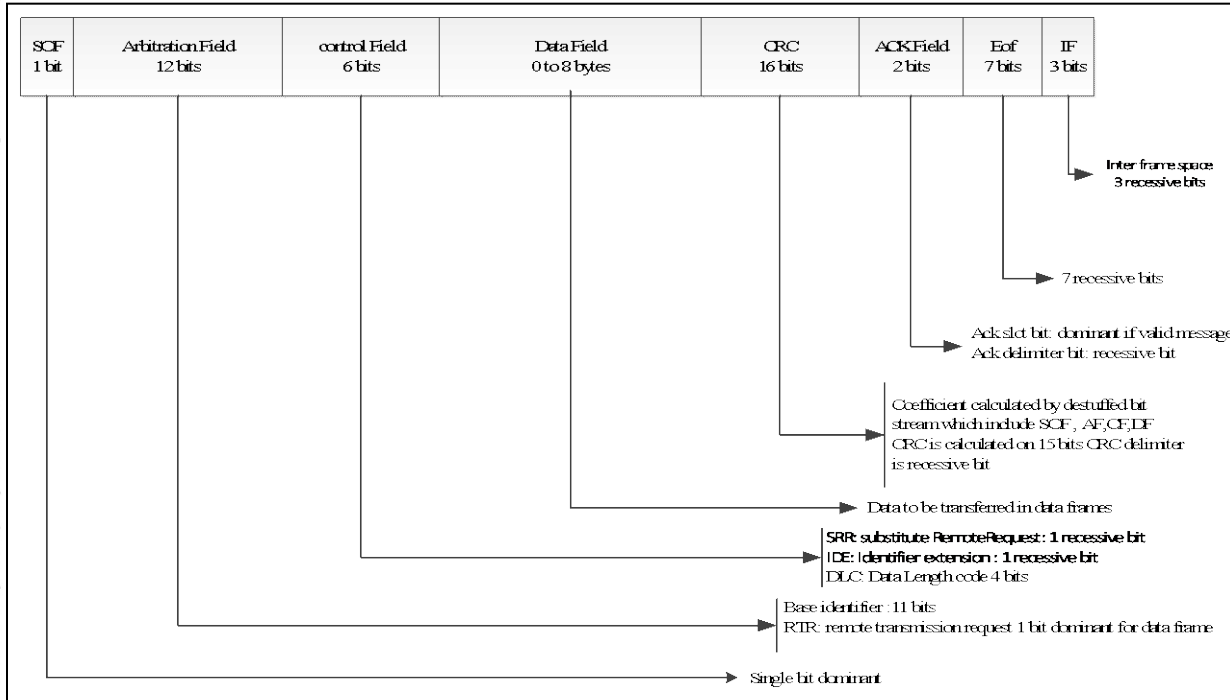 SOF
1 bit
Arbitration Field
12 bits
control Field
6 bits
Data Field
0 to 8 bytes
CRC
16 bits
ACK Field
2 bits
Eof
7 bits
IF
3 bits
Inter frame space
3 recessive bits
7 recessive bits
Ack slot bit: dominant if valid message
Ack delimiter bit: recessive bit
Coefficient calculated by destuffed bit
stream which include SOF , AF,CF,DF
CRC is calculated on 15 bits CRC delimiter
is recessive bit
Data to be transferred in data frames
SRR: substitute Remote Request : 1 recessive bit
IDE: Identifier extension : 1 recessive bit
DLC: Data Length code 4 bits
Base identifier :11 bits
RTR: remote transmission request 1 bit dominant for data frame
Single bit dominant